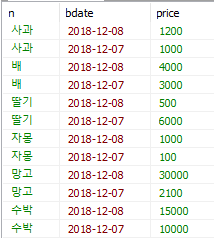 n bdate price
사과 2018-12-08 1200
사과 2018-12-07 1000
배 2018-12-08 4000
배 2018-12-07 3000
딸기 2018-12-08 500
딸기 2018-12-07 6000
자몽 2018-12-08 1000
자몽 2018-12-07 100
망고 2018-12-08 30000
망고 2018-12-07 2100
수박 2018-12-08 15000
수박 2018-12-07 10000